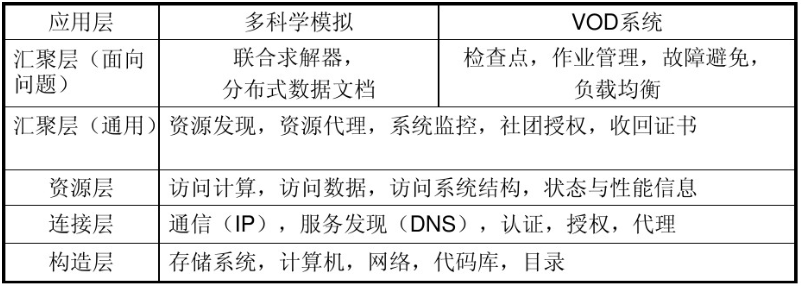 应用层 多科学模拟 VOD系统
汇聚层（面向问题） 联合求解器， 检查点，作业管理，故障避免，
分布式数据文档 负载均衡
汇聚层（通用） 资源发现，资源代理，系统监控，社团授权，收回证书
资源层 访问计算，访问数据，访问系统结构，状态与性能信息
连接层 通信（IP），服务发现（DNS），认证，授权，代理
构造层 存储系统，计算机，网络，代码库，目录